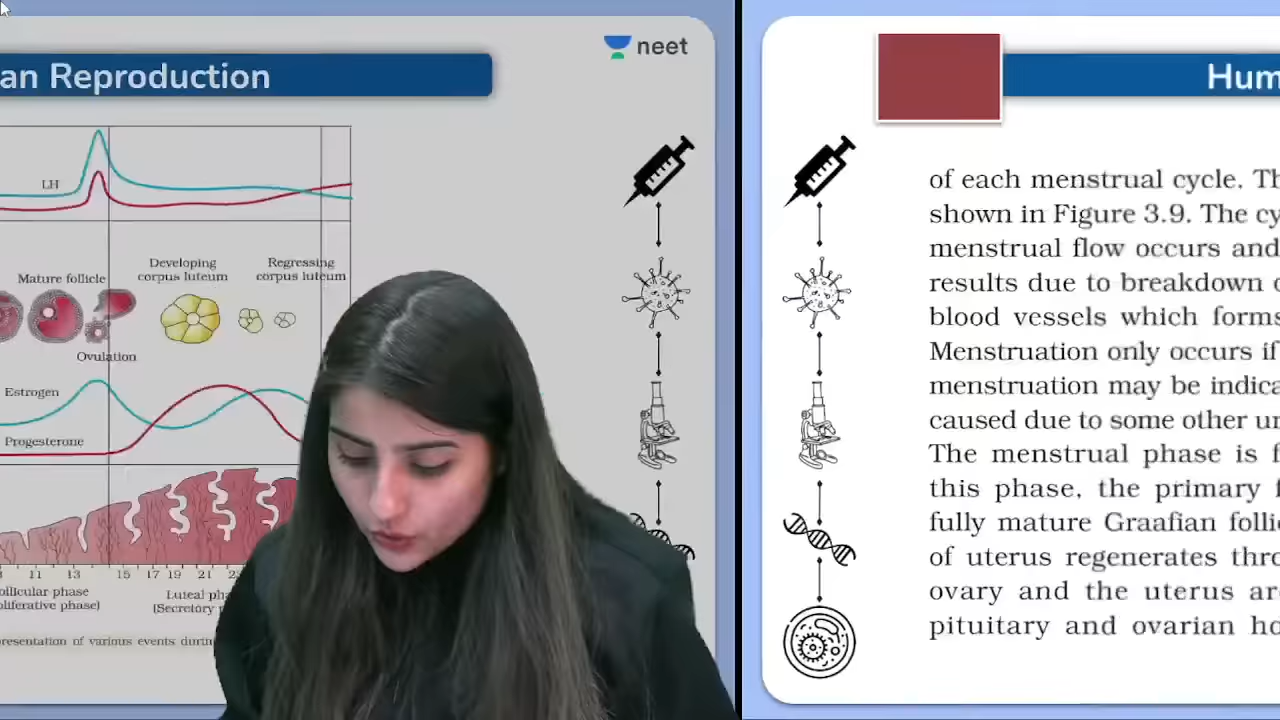 neet
an Reproduction
LH
Developing
corpus luteum
Regressing
corpus luteum
Mature follicle
Ovulation
Estrogen
Progesterone
11 13 15 17 19 21
ollicular phase
oliferative phase)
Luteal pha
(Secretory p
presentation of various events durin
Hum
of each menstrual cycle. Th
shown in Figure 3.9. The cy
menstrual flow occurs and
results due to breakdown o
blood vessels which forms
Menstruation only occurs if
menstruation may be indica
caused due to some other un
The menstrual phase is f
this phase, the primary f
fully mature Graafian folli
of uterus regenerates thro
ovary and the uterus are
pituitary and ovarian ho